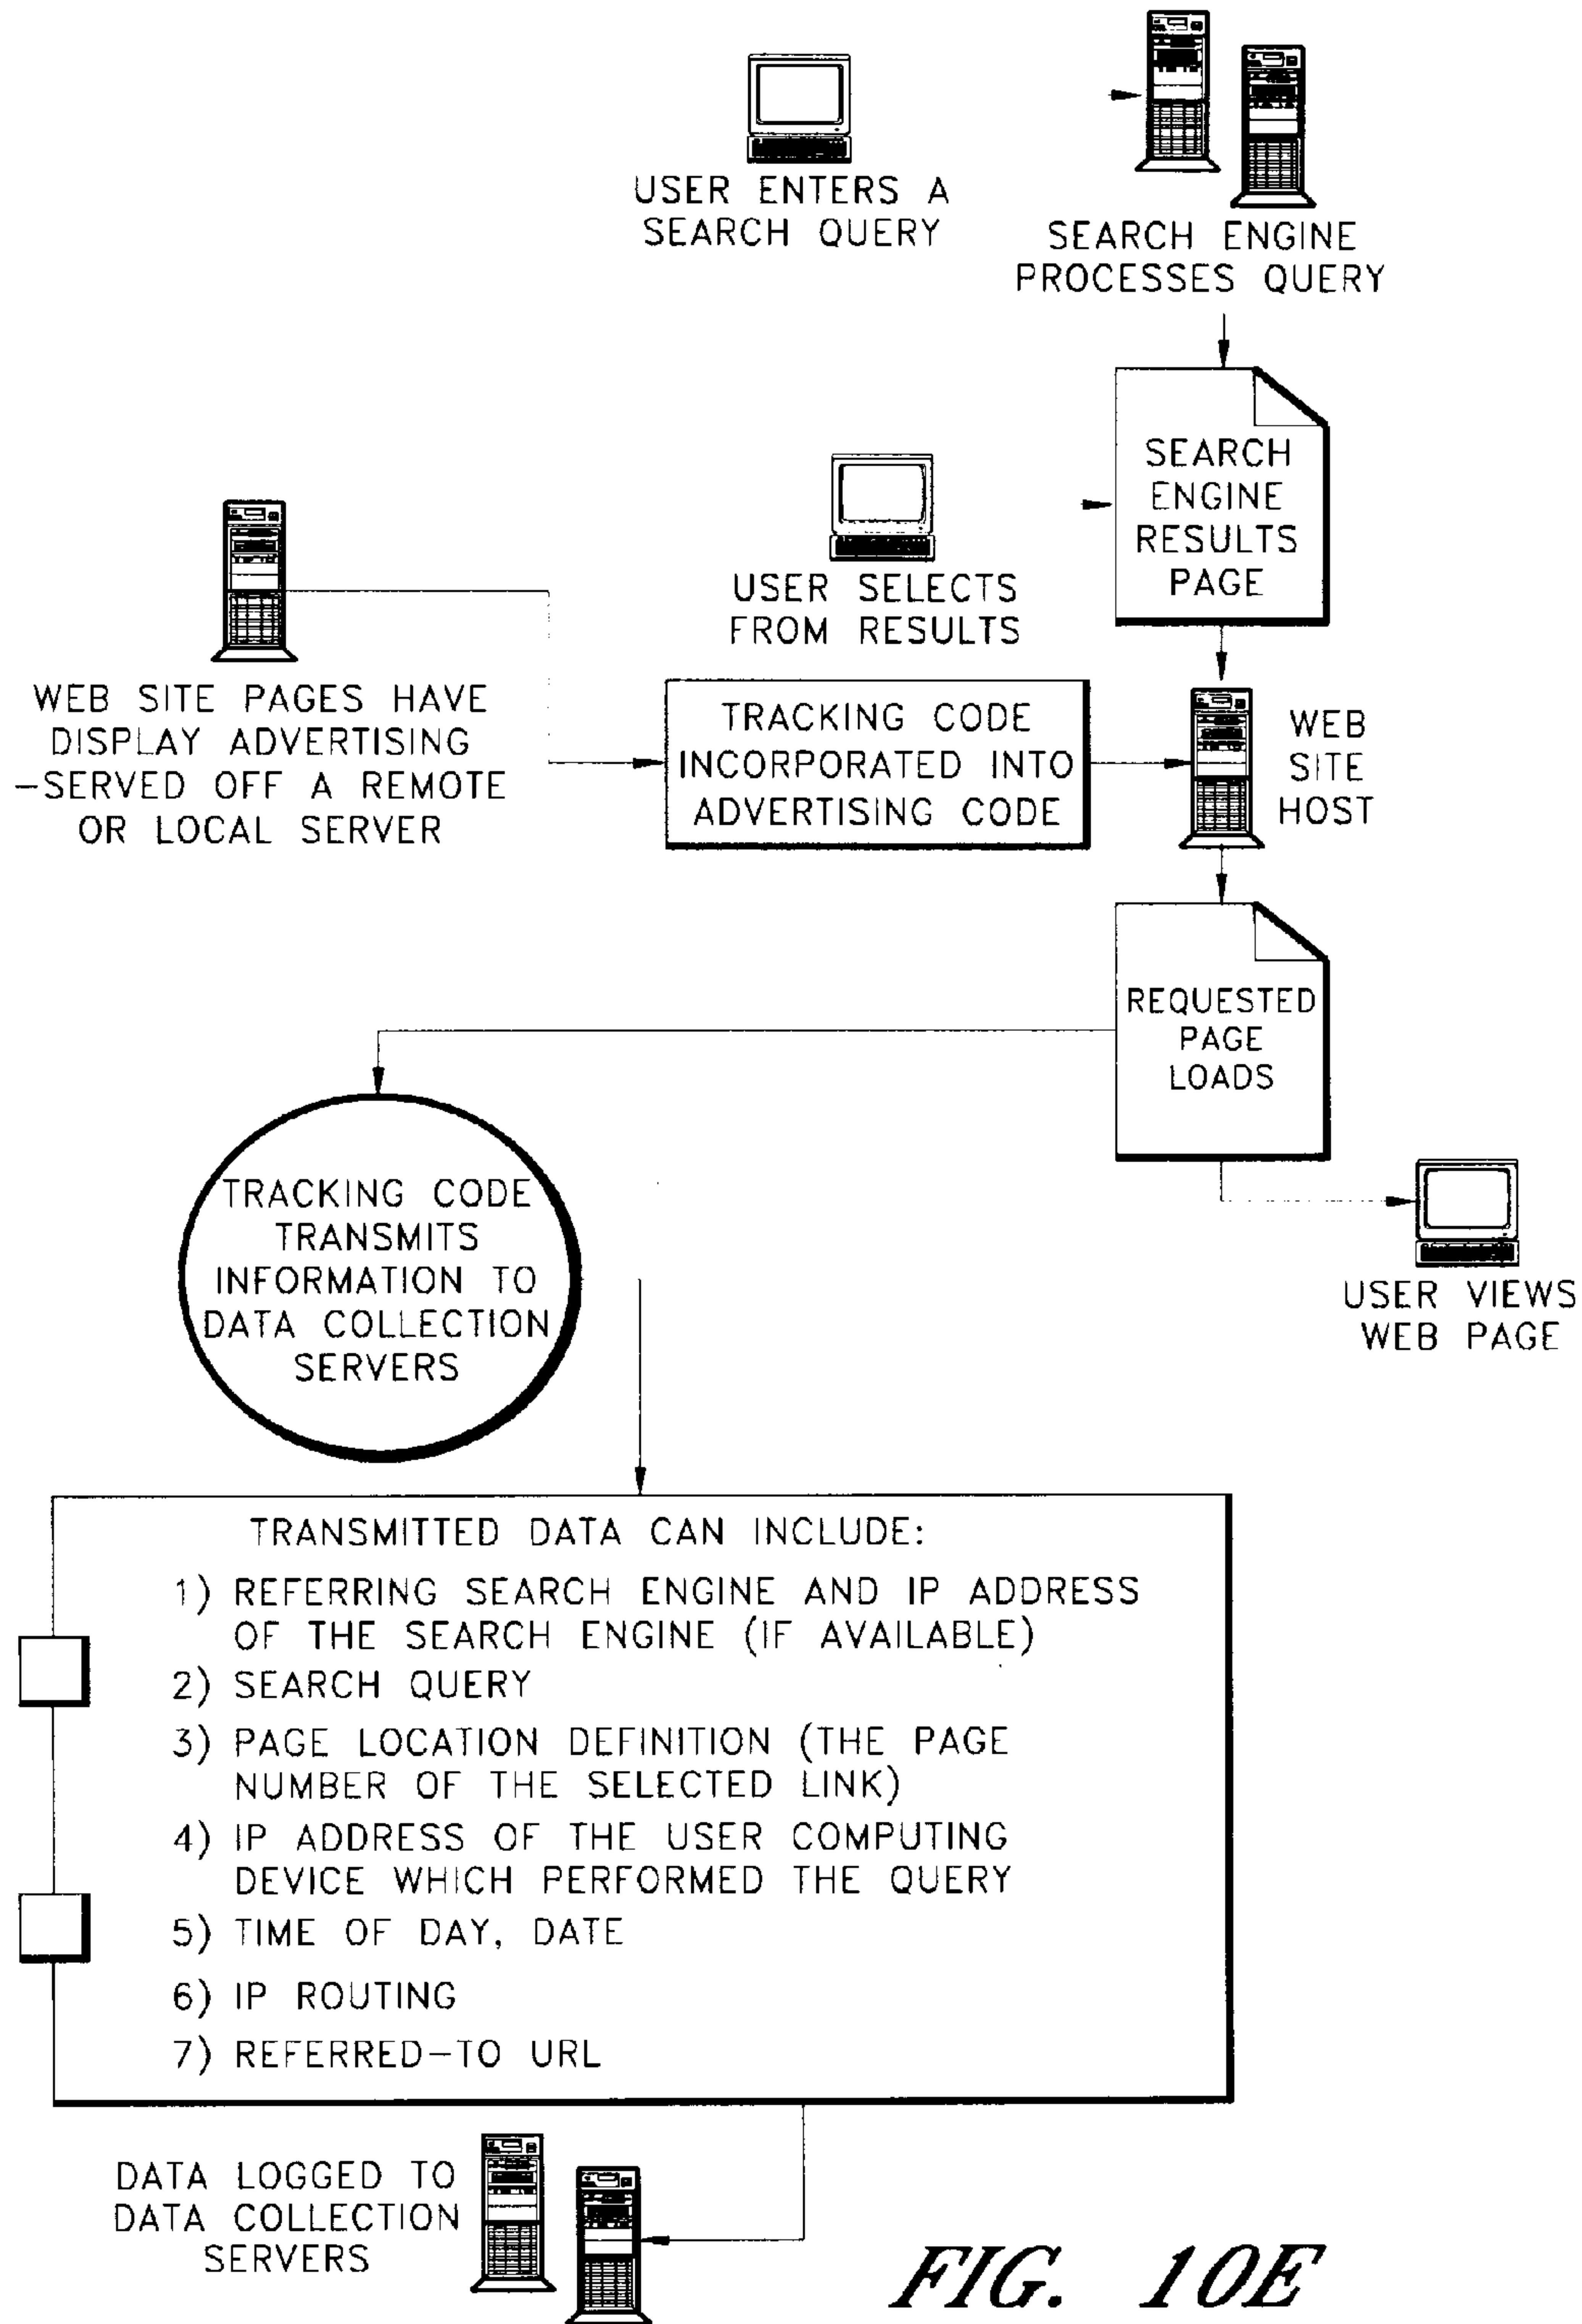 USER ENTERS A
SEARCH QUERY
SEARCH ENGINE
PROCESSES QUERY
SEARCH
ENGINE
RESULTS
PAGE
USER SELECTS
FROM RESULTS
WEB SITE PAGES HAVE
DISPLAY ADVERTISING
-SERVED OFF A REMOTE
OR LOCAL SERVER
TRACKING CODE
INCORPORATED INTO
ADVERTISING CODE
WEB
SITE
HOST
REQUESTED
PAGE
LOADS
TRACKING CODE
TRANSMITS
INFORMATION TO
DATA COLLECTION
SERVERS
USER VIEWS
WEB PAGE
TRANSMITTED DATA CAN INCLUDE:
1) REFERRING SEARCH ENGINE AND IP ADDRESS
OF THE SEARCH ENGINE (IF AVAILABLE)
2) SEARCH QUERY
3) PAGE LOCATION DEFINITION (THE PAGE
NUMBER OF THE SELECTED LINK)
4) IP ADDRESS OF THE USER COMPUTING
DEVICE WHICH PERFORMED THE QUERY
5) TIME OF DAY, DATE
6) IP ROUTING
7) REFERRED-TO URL
DATA LOGGED TO
DATA COLLECTION
SERVERS
FIG. 10E